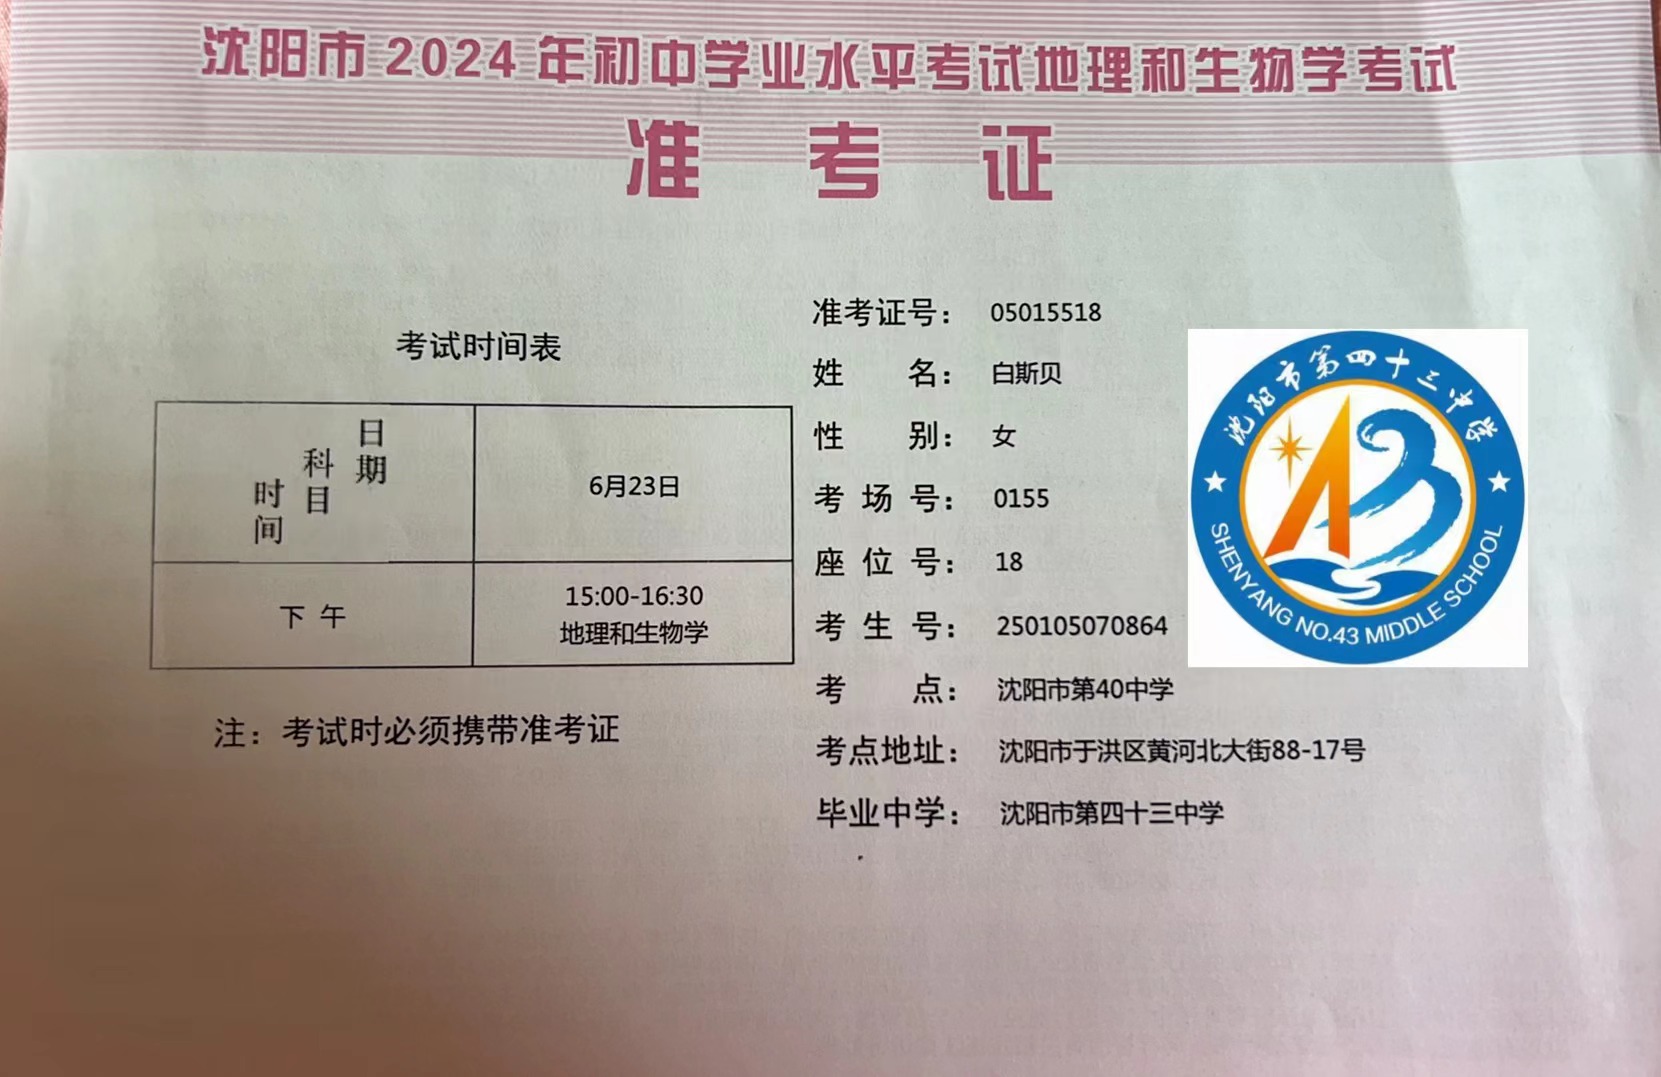 沈阳市2024年初中学业水平考试地理和生物学考试
准考证
考试时间表
日期
科目
时间
6月23日
下午
15:00-16:30
地理和生物学
注：考试时必须携带准考证
准考证号： 05015518
姓名： 白斯贝
性别： 女
考场号： 0155
座位号： 18
考生号： 250105070864
考点： 沈阳市第40中学
考点地址： 沈阳市于洪区黄河北大街88-17号
毕业中学： 沈阳市第四十三中学
沈阳市第四十三中学
43
SHENYANG NO.43 MIDDLE SCHOOL